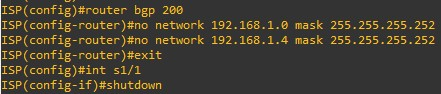 ISP(config)#router bgp 200
ISP(config-router)#no network 192.168.1.0 mask 255.255.255.252
ISP(config-router)#no network 192.168.1.4 mask 255.255.255.252
ISP(config-router)#exit
ISP(config)#int s1/1
ISP(config-if)#shutdown